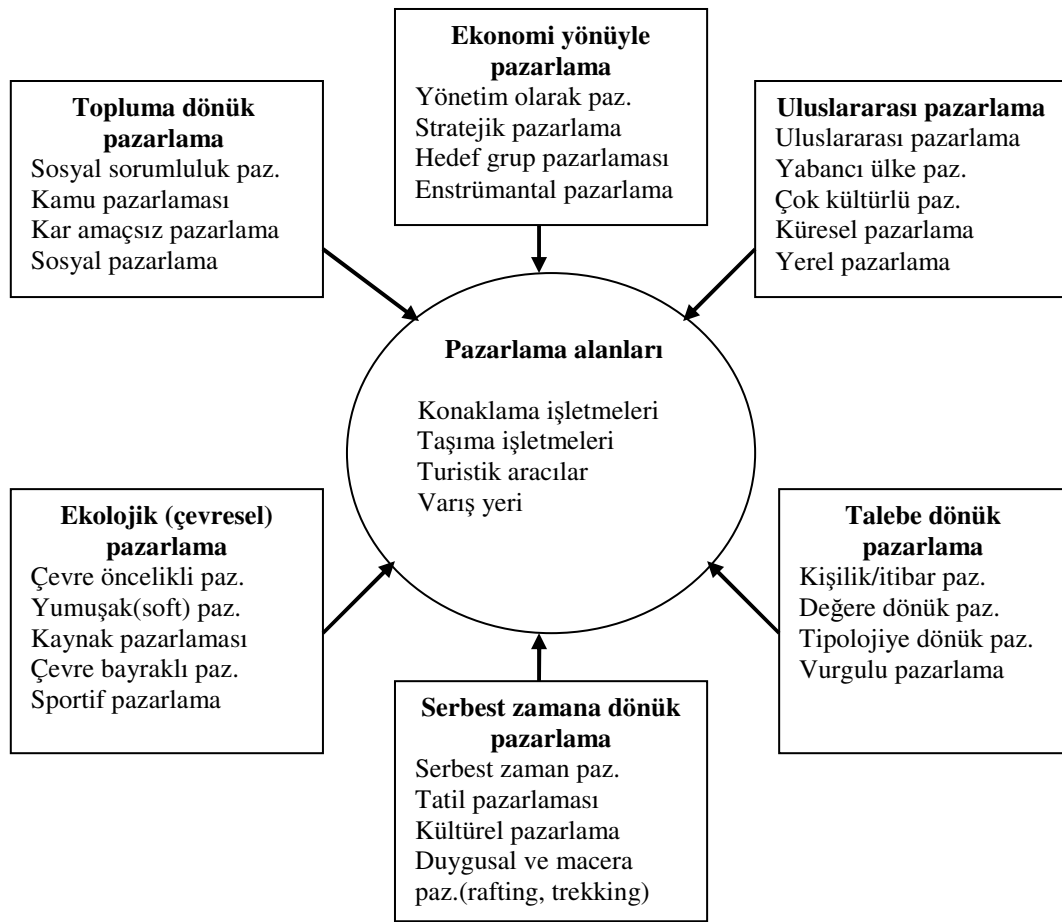 Ekonomi yönüyle
pazarlama
Yönetim olarak paz.
Stratejik pazarlama
Hedef grup pazarlaması
Enstrümantal pazarlama
Topluma dönük
pazarlama
Sosyal sorumluluk paz.
Kamu pazarlaması
Kar amaçsız pazarlama
Sosyal pazarlama
Uluslararası pazarlama
Uluslararası pazarlama
Yabancı ülke paz.
Çok kültürlü paz.
Küresel pazarlama
Yerel pazarlama
Pazarlama alanları
Konaklama işletmeleri
Taşıma işletmeleri
Turistik aracılar
Varış yeri
Ekolojik (çevresel)
pazarlama
Çevre öncelikli paz.
Yumuşak(soft) paz.
Kaynak pazarlaması
Çevre bayraklı paz.
Sportif pazarlama
Talebe dönük
pazarlama
Kişilik/itibar paz.
Değere dönük paz.
Tipolojiye dönük paz.
Vurgulu pazarlama
Serbest zamana dönük
pazarlama
Serbest zaman paz.
Tatil pazarlaması
Kültürel pazarlama
Duygusal ve macera
paz.(rafting, trekking)